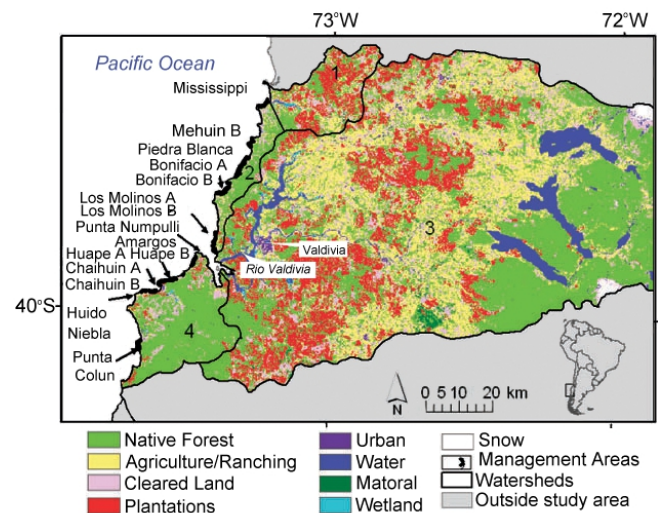 73°W
72°W
Pacific Ocean
Mississippi
1
Mehuin B
Piedra Blanca
Bonifacio A
Bonifacio B
2
Los Molinos A
Los Molinos B
Punta Numpulli
Amargos
Huape A Huape B
Chaihuin A
Chaihuin B
3
Valdivia
Rio Valdivia
40°S
Huido
Niebla
4
Punta
Colun
N
0 5 10 20 km
Native Forest
Agriculture/Ranching
Cleared Land
Plantations
Urban
Water
Matoral
Wetland
Snow
Management Areas
Watersheds
Outside study area